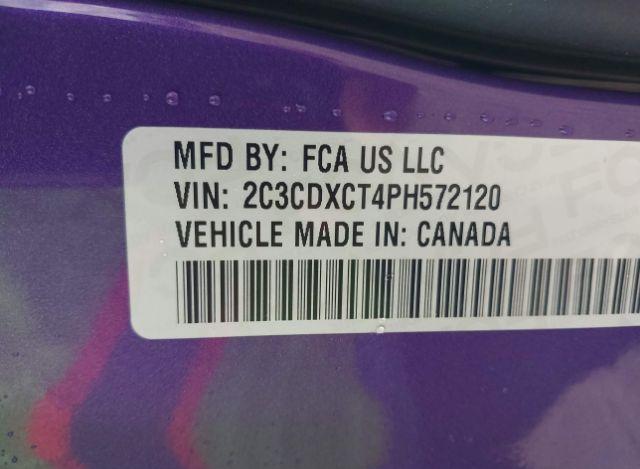 MFD BY: FCA US LLC
VIN: 2C3CDXCT4PH572120
VEHICLE MADE IN: CANADA